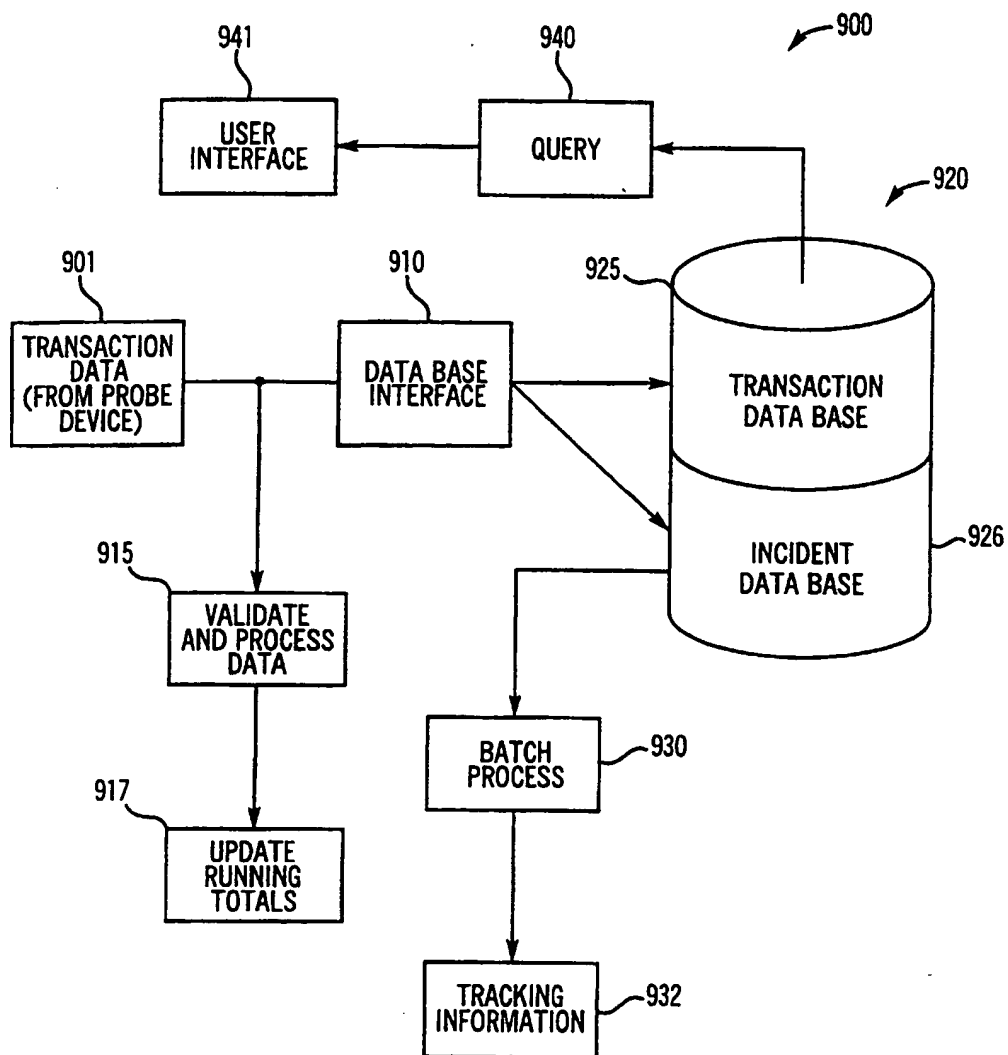 900
941
940
USER
INTERFACE
QUERY
920
901
910
925
TRANSACTION
DATA
(FROM PROBE
DEVICE)
DATA BASE
INTERFACE
TRANSACTION
DATA BASE
915
926
INCIDENT
DATA BASE
VALIDATE
AND PROCESS
DATA
BATCH
PROCESS
930
917
UPDATE
RUNNING
TOTALS
TRACKING
INFORMATION
932